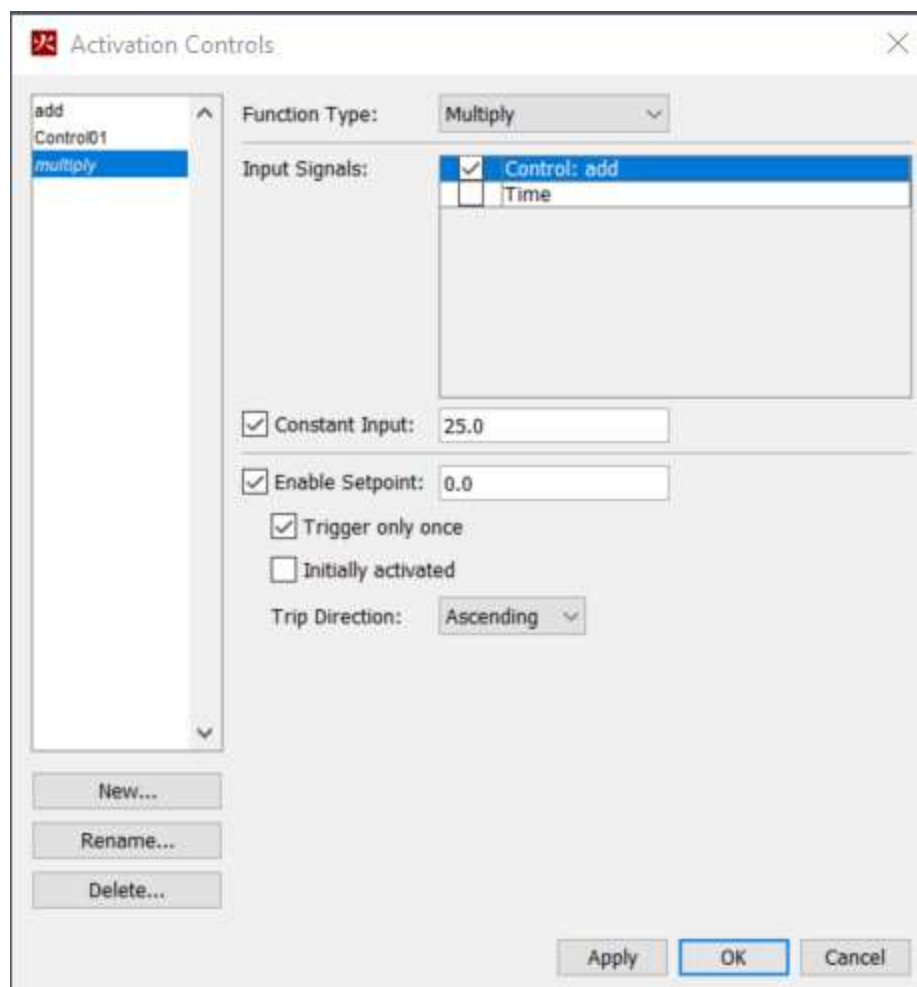 Activation Controls
add
Control01
multiply
Function Type: Multiply
Input Signals:
Control: add
Time
Constant Input: 25.0
Enable Setpoint: 0.0
Trigger only once
Initially activated
Trip Direction: Ascending
New...
Rename...
Delete...
Apply OK Cancel